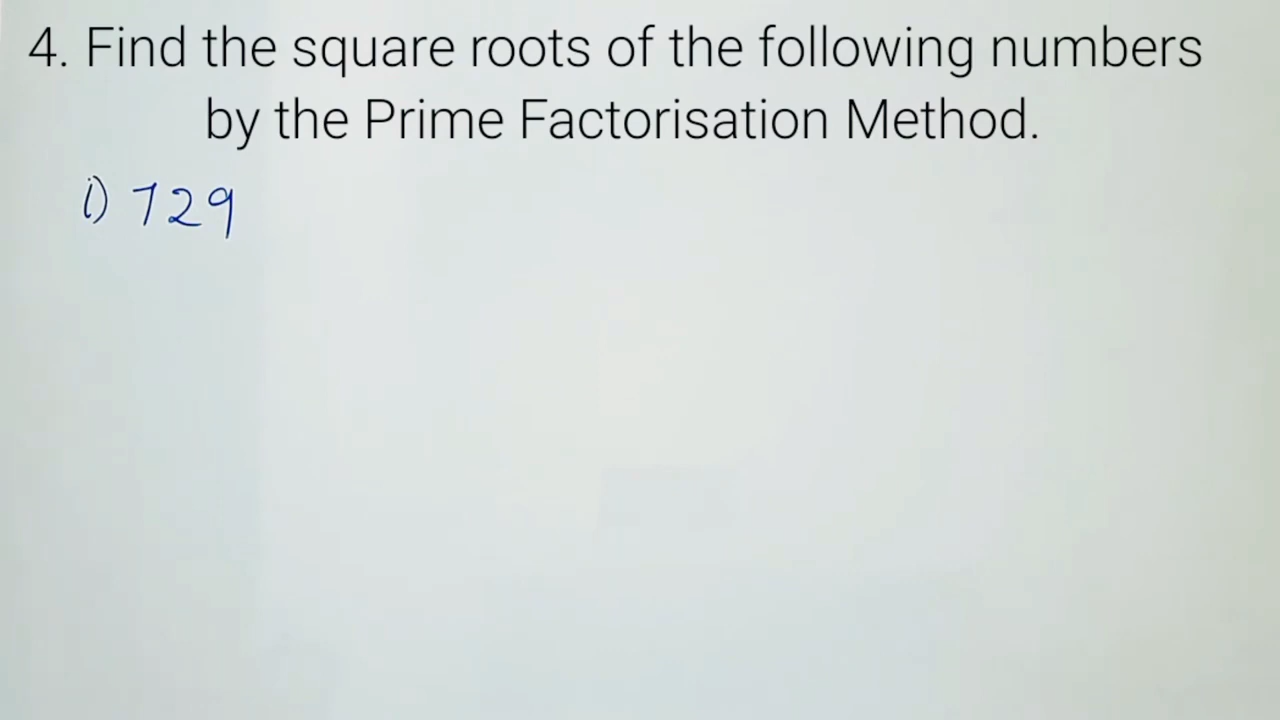 4. Find the square roots of the following numbers
by the Prime Factorisation Method.
i) 729